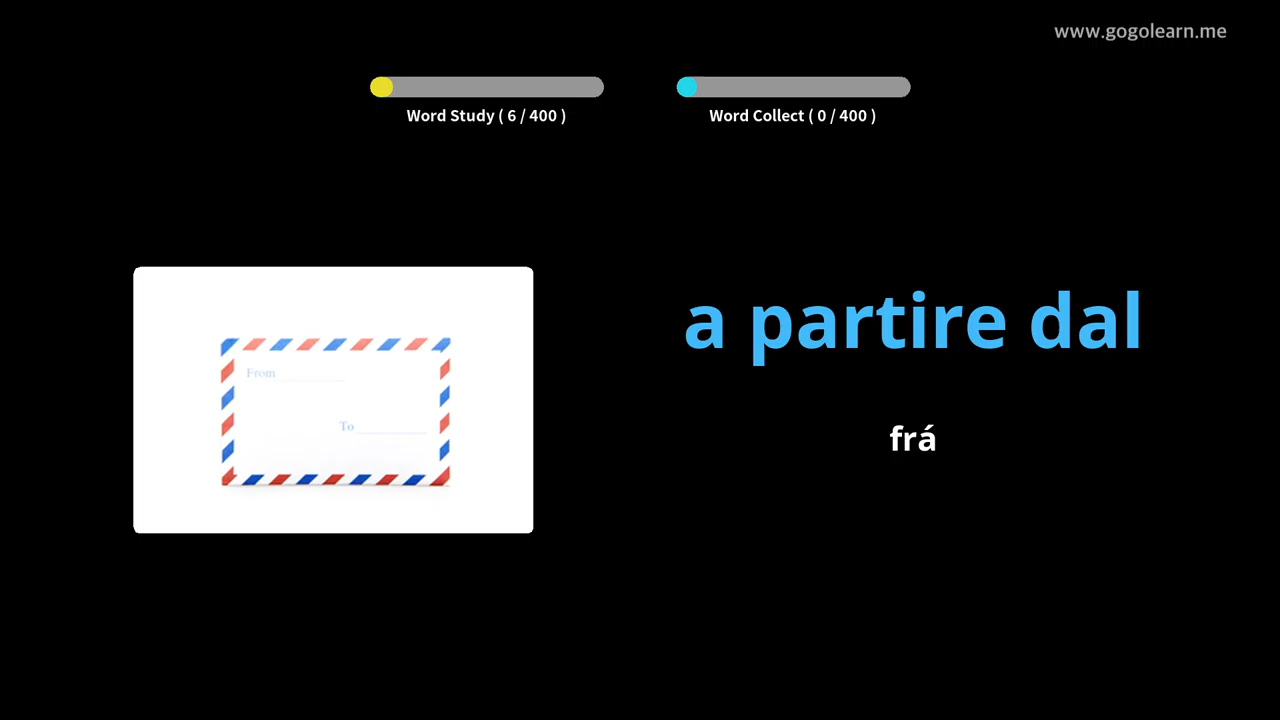 www.gogolearn.me
Word Study ( 6 / 400 )
Word Collect ( 0 / 400 )
From
To
a partire dal
frá